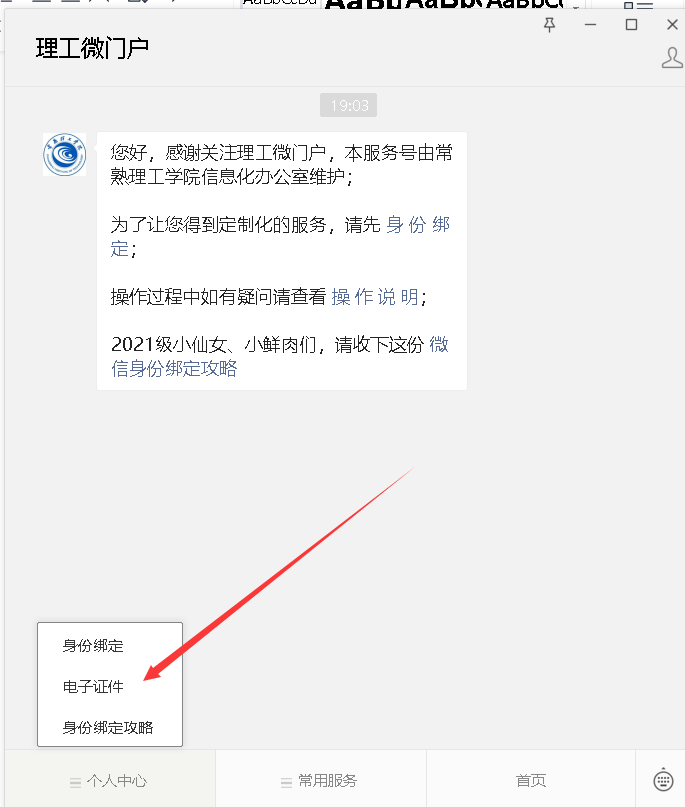 AaBbCcDd AaBb AaBbC AaBbC
理工微门户
19:03
您好，感谢关注理工微门户，本服务号由常
熟理工学院信息化办公室维护；
为了让您得到定制化的服务，请先 身 份 绑
定；
操作过程中如有疑问请查看 操 作 说 明；
2021级小仙女、小鲜肉们，请收下这份 微
信身份绑定攻略
身份绑定
电子证件
身份绑定攻略
个人中心
常用服务
首页